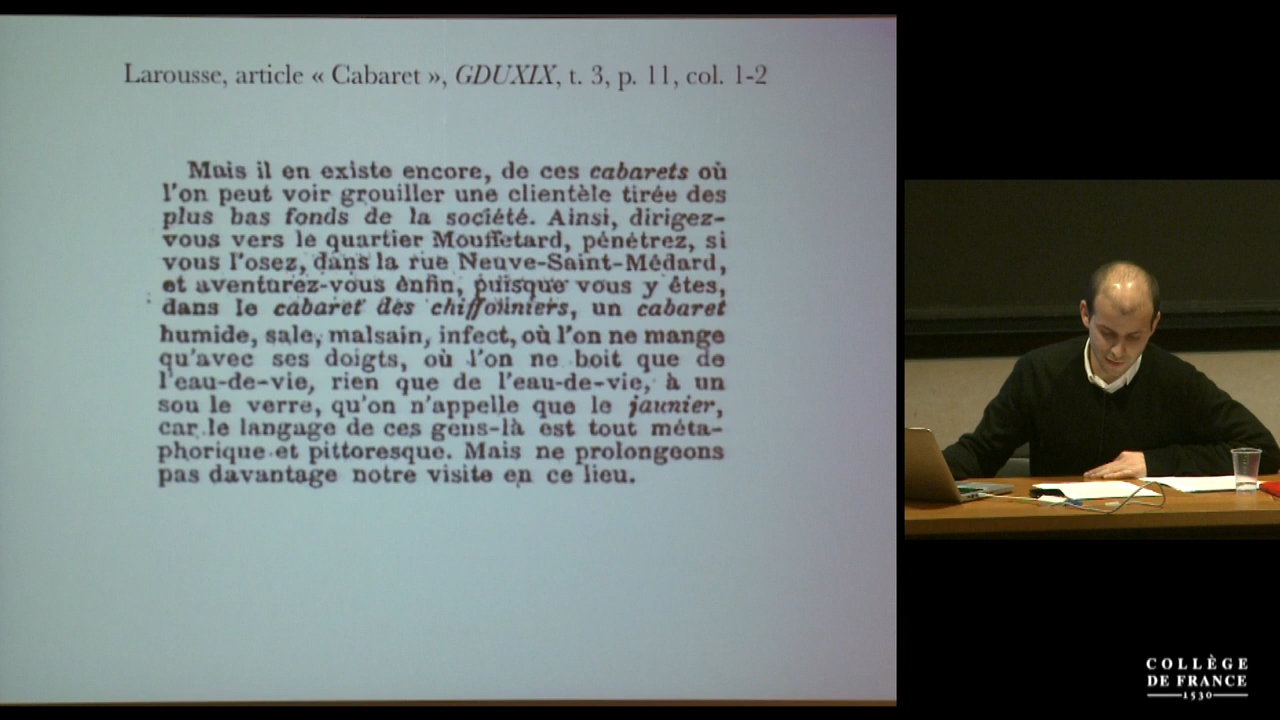 Larousse, article « Cabaret », GDUXIX, t. 3, p. 11, col. 1-2
Mais il en existe encore, de ces cabarets où
l'on peut voir grouiller une clientèle tirée des
plus bas fonds de la société. Ainsi, dirigez-
vous vers le quartier Mouffetard, pénétrez, si
vous l'osez, dans la rue Neuve-Saint-Médard,
et aventurez-vous enfin, puisque vous y êtes,
dans le cabaret des chiffonniers, un cabaret
humide, sale, malsain, infect, où l'on ne mange
qu'avec ses doigts, où l'on ne boit que de
l'eau-de-vie, rien que de l'eau-de-vie, à un
sou le verre, qu'on n'appelle que le jaunier,
car le langage de ces gens-là est tout méta-
phorique et pittoresque. Mais ne prolongeons
pas davantage notre visite en ce lieu.
COLLÈGE
DE FRANCE
1530